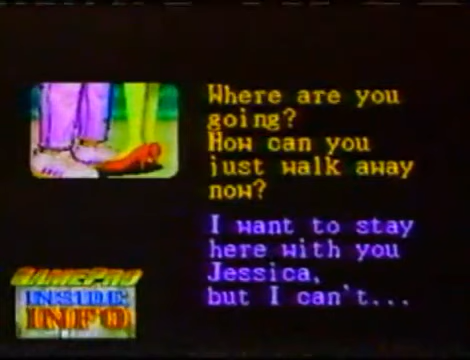 Where are you
going?
How can you
just walk away
now?
I want to stay
here with you
Jessica,
but I can't...
GAMEPRO
INSIDE
INFO